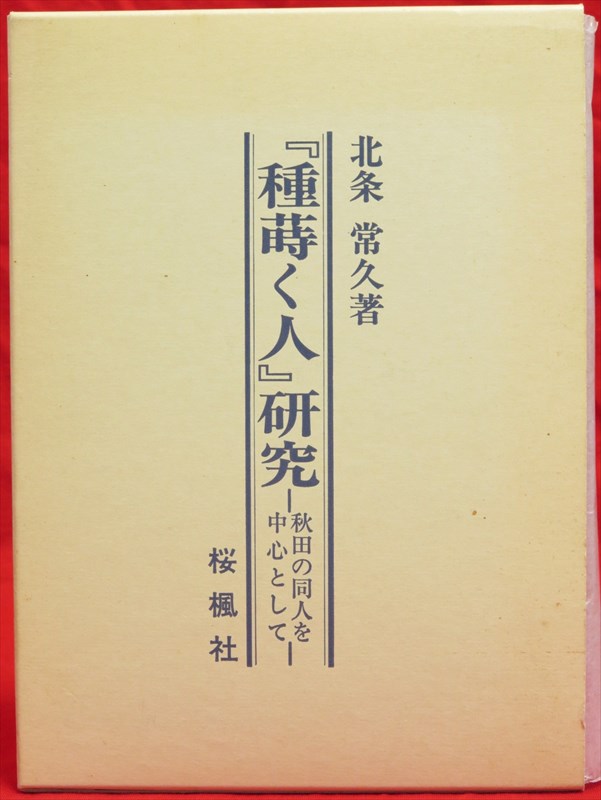 北条 常久著
『種蒔く人』研究
―秋田の同人を
中心として―
桜楓社